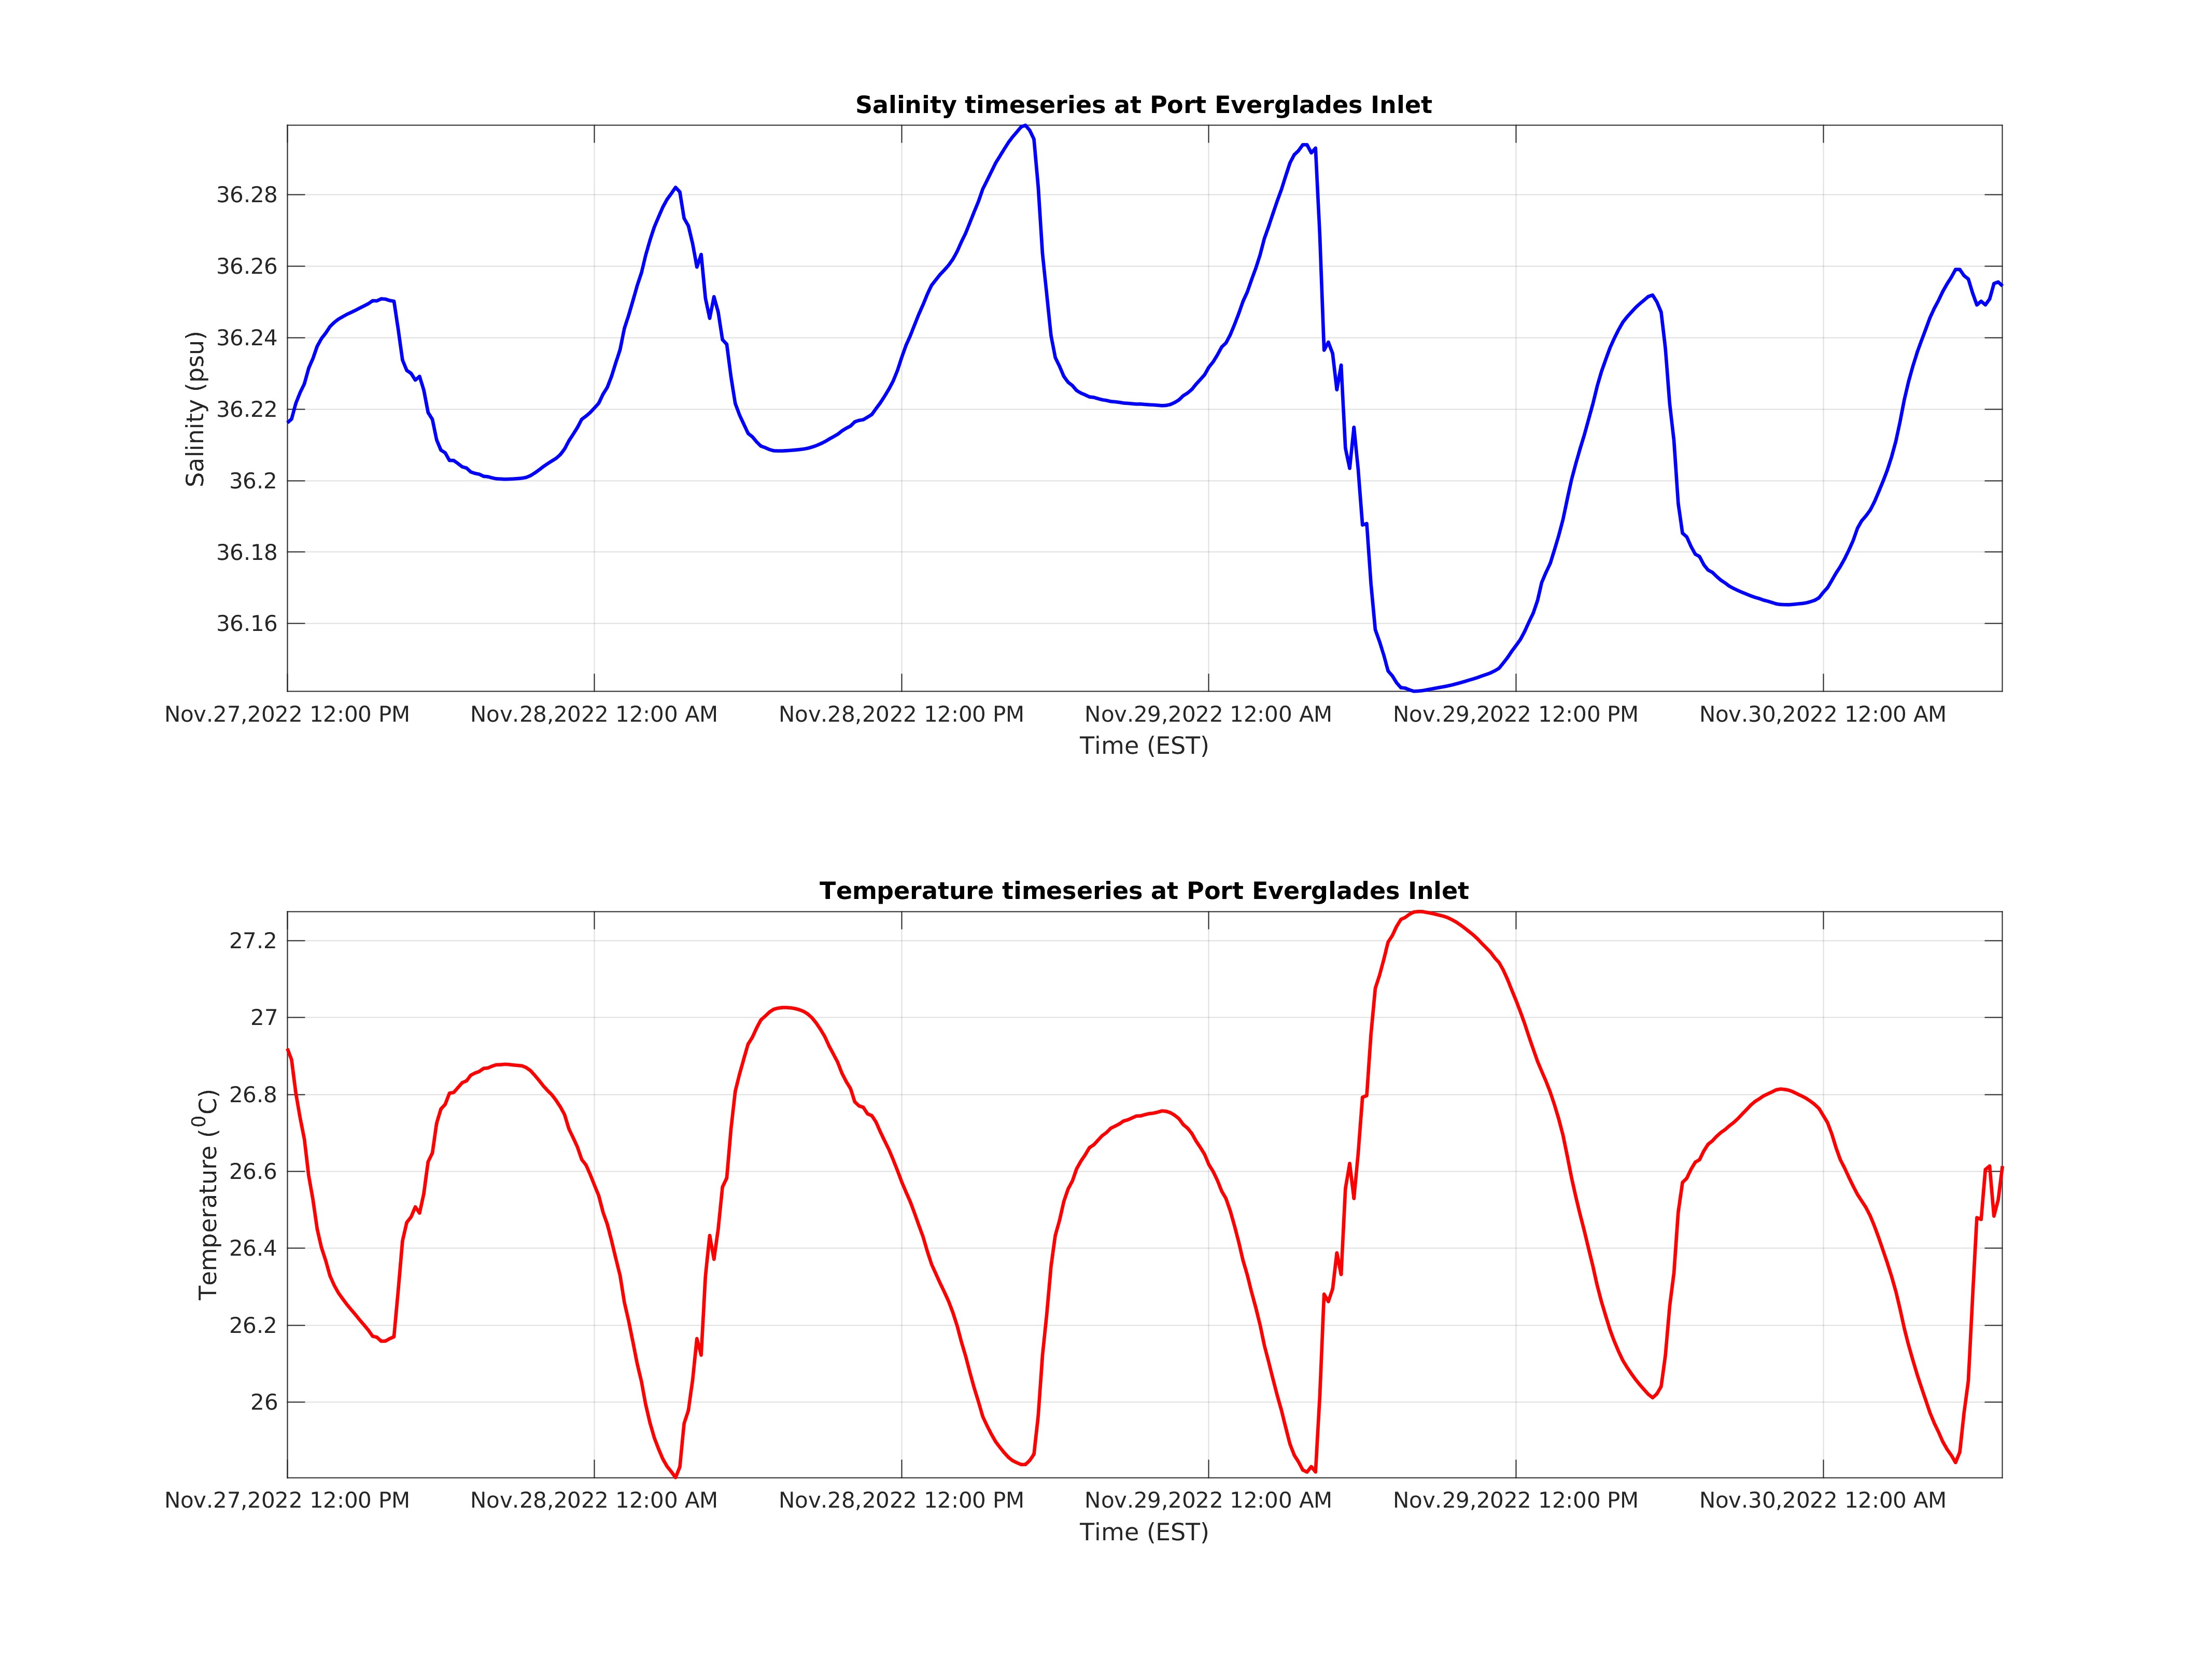 Salinity timeseries at Port Everglades Inlet
Salinity (psu)
36.28
36.26
36.24
36.22
36.2
36.18
36.16
Nov.27,2022 12:00 PM Nov.28,2022 12:00 AM Nov.28,2022 12:00 PM Nov.29,2022 12:00 AM Nov.29,2022 12:00 PM Nov.30,2022 12:00 AM
Time (EST)
Temperature timeseries at Port Everglades Inlet
Temperature (⁰C)
27.2
27
26.8
26.6
26.4
26.2
26
Nov.27,2022 12:00 PM Nov.28,2022 12:00 AM Nov.28,2022 12:00 PM Nov.29,2022 12:00 AM Nov.29,2022 12:00 PM Nov.30,2022 12:00 AM
Time (EST)